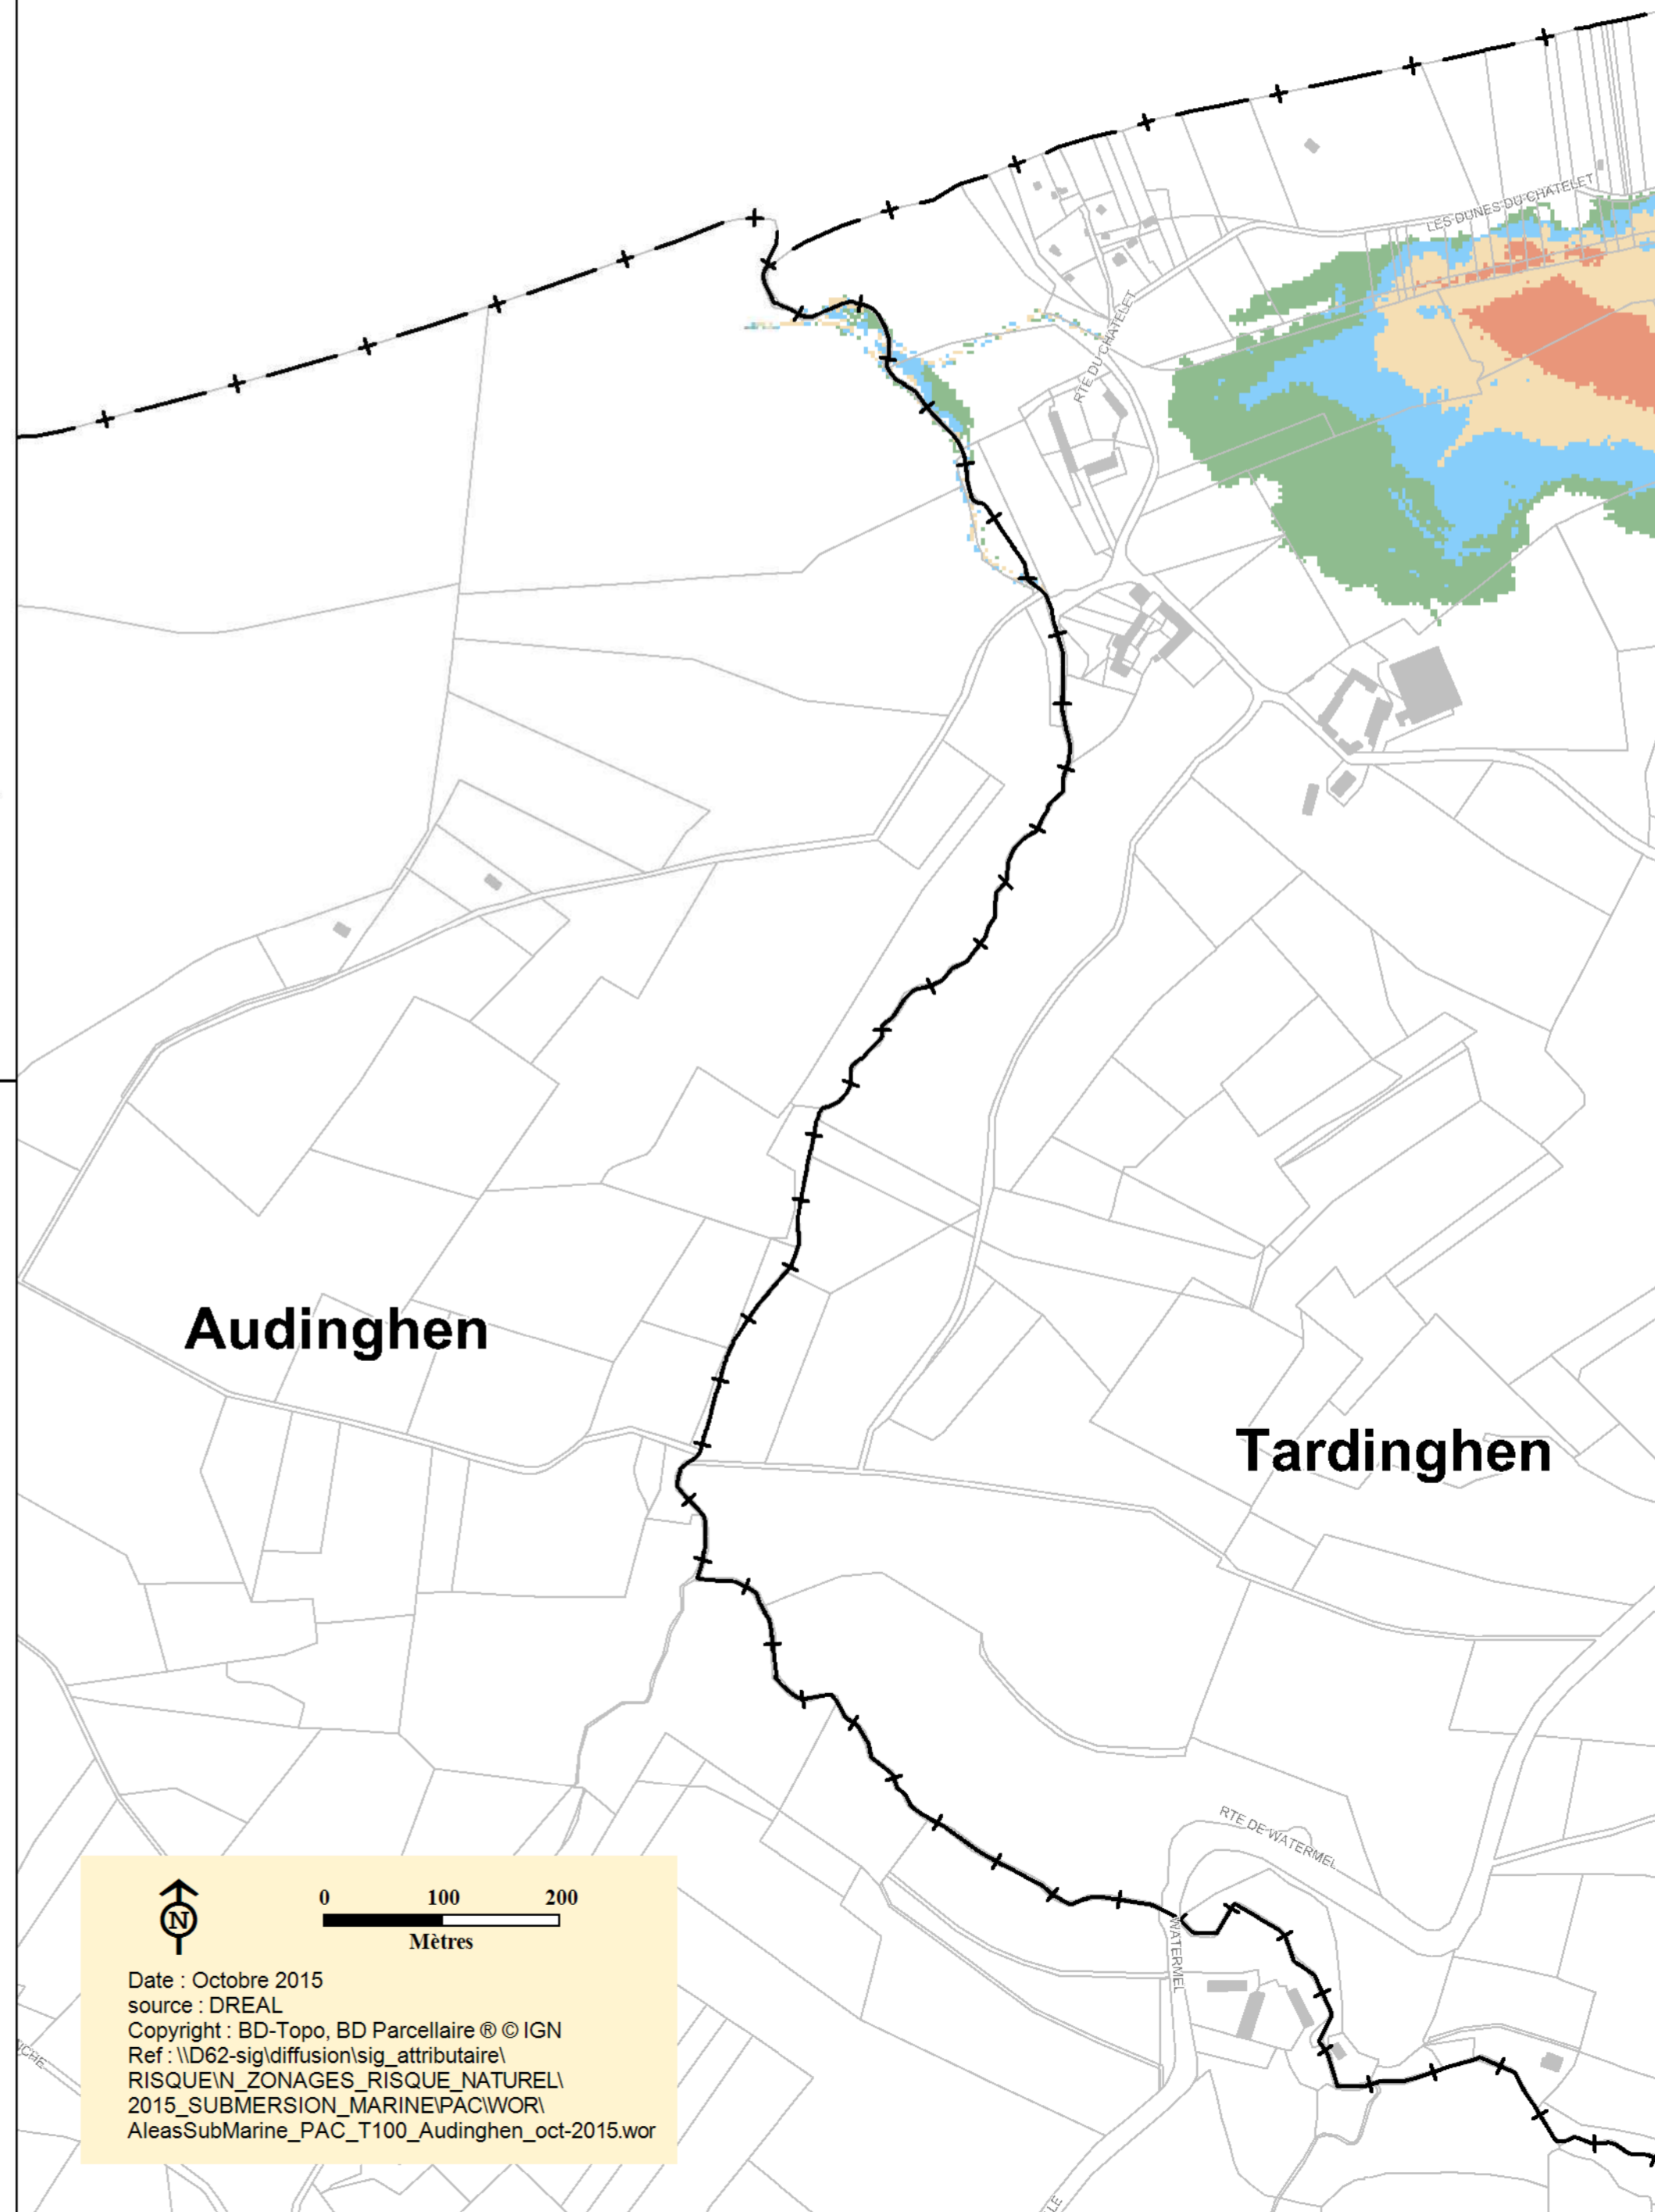 LES DUNES DU CHATELET
RTE DU CHATELET
Audinghen
Tardinghen
RTE DE WATERMEL
WATERMEL
N
0 100 200
Mètres
Date : Octobre 2015
source : DREAL
Copyright : BD-Topo, BD Parcellaire ® © IGN
Ref : \\D62-sig\diffusion\sig_attributaire\
RISQUE\N_ZONAGES_RISQUE_NATUREL\
2015_SUBMERSION_MARINE\PAC\WOR\
AleasSubMarine_PAC_T100_Audinghen_oct-2015.wor